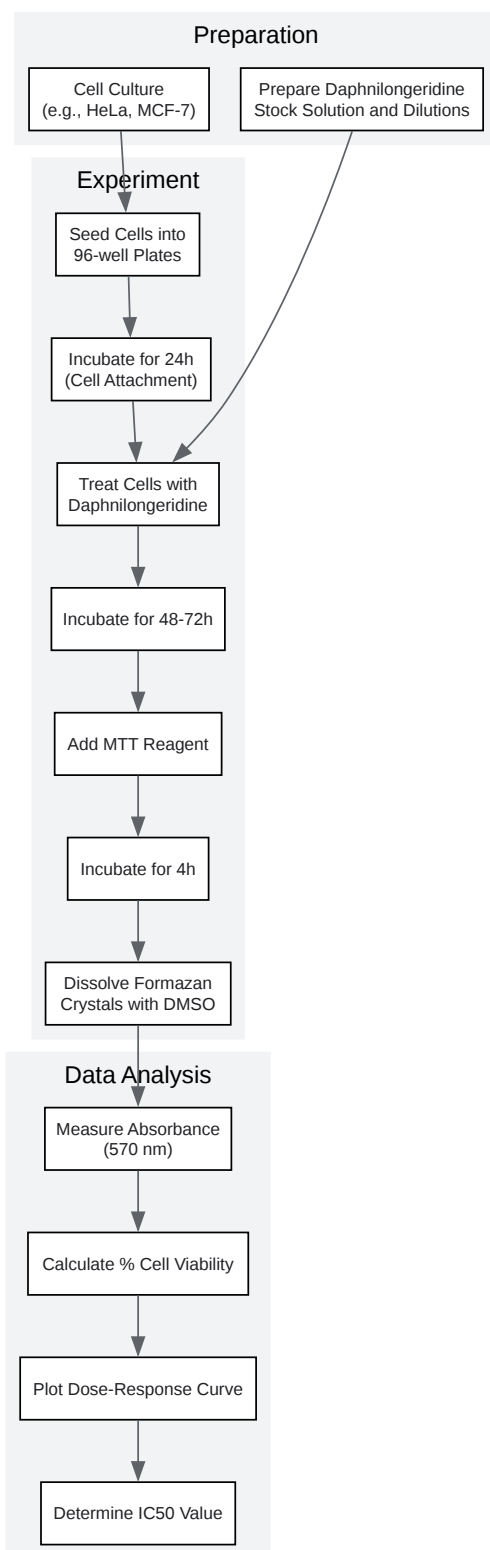 Preparation
Cell Culture
(e.g., HeLa, MCF-7)
Prepare Daphnilongeridine
Stock Solution and Dilutions
Experiment
Seed Cells into
96-well Plates
Incubate for 24h
(Cell Attachment)
Treat Cells with
Daphnilongeridine
Incubate for 48-72h
Add MTT Reagent
Incubate for 4h
Dissolve Formazan
Crystals with DMSO
Data Analysis
Measure Absorbance
(570 nm)
Calculate % Cell Viability
Plot Dose-Response Curve
Determine IC50 Value